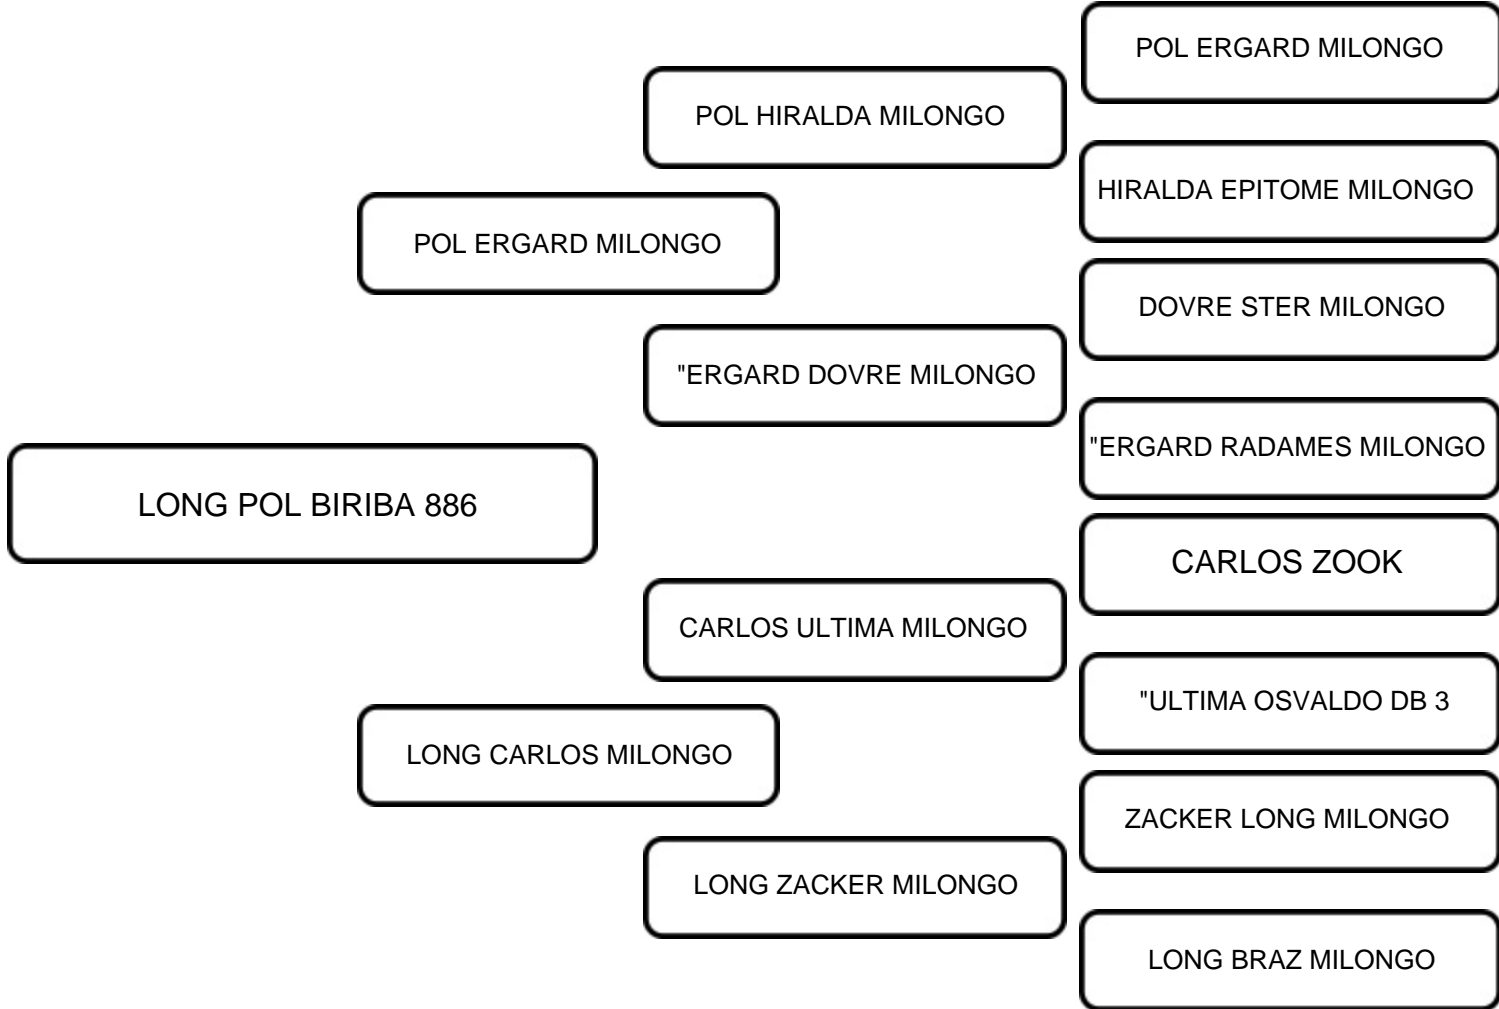 POL ERGARD MILONGO
POL HIRALDA MILONGO
HIRALDA EPITOME MILONGO
POL ERGARD MILONGO
DOVRE STER MILONGO
"ERGARD DOVRE MILONGO
"ERGARD RADAMES MILONGO
LONG POL BIRIBA 886
CARLOS ZOOK
CARLOS ULTIMA MILONGO
"ULTIMA OSVALDO DB 3
LONG CARLOS MILONGO
ZACKER LONG MILONGO
LONG ZACKER MILONGO
LONG BRAZ MILONGO